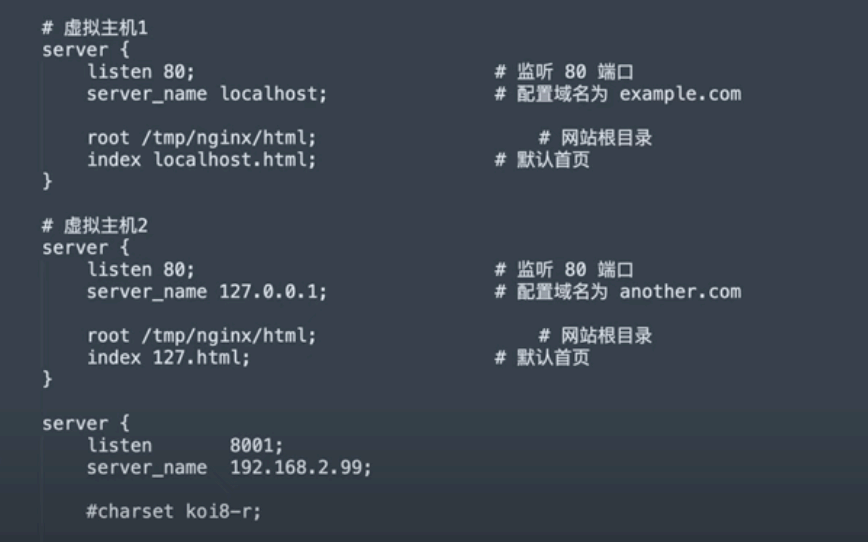 # 虚拟主机1
server {
    listen 80;                           # 监听 80 端口
    server_name localhost;               # 配置域名为 example.com
    root /tmp/nginx/html;                    # 网站根目录
    index localhost.html;                # 默认首页
}
# 虚拟主机2
server {
    listen 80;                           # 监听 80 端口
    server_name 127.0.0.1;               # 配置域名为 another.com
    root /tmp/nginx/html;                    # 网站根目录
    index 127.html;                      # 默认首页
}
server {
    listen       8001;
    server_name  192.168.2.99;
    #charset koi8-r;